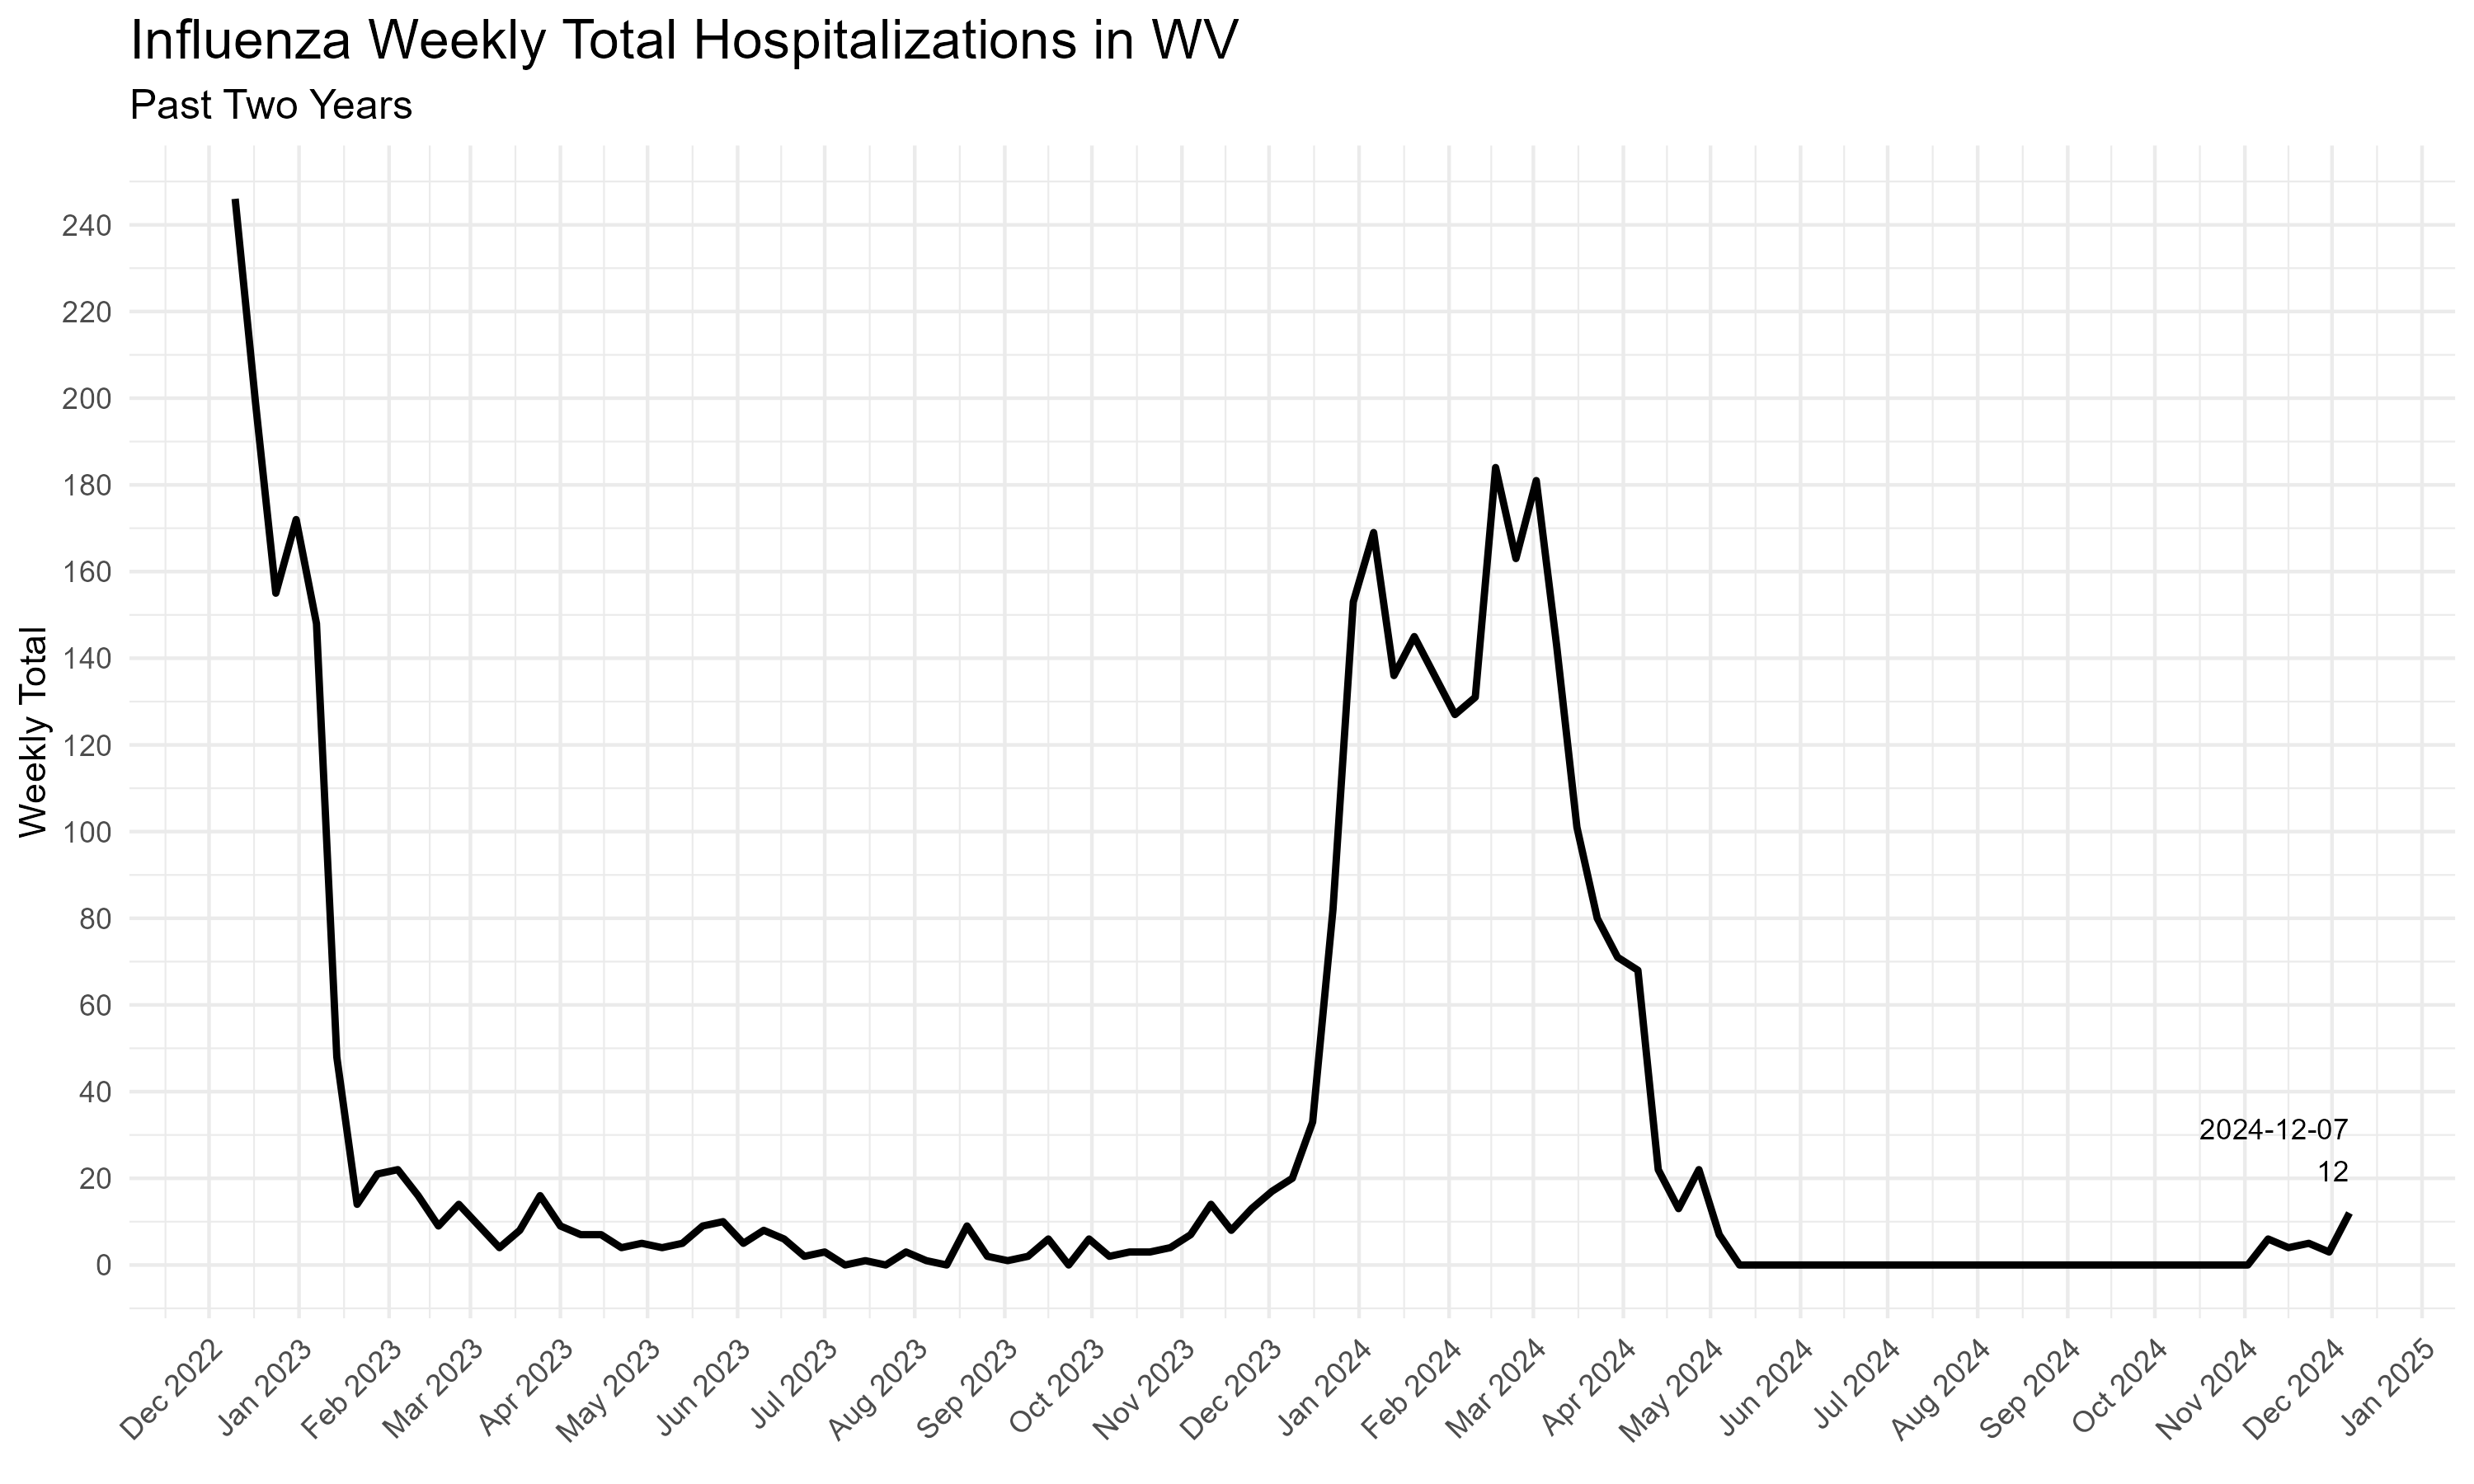 Influenza Weekly Total Hospitalizations in WV
Past Two Years
Weekly Total
240
220
200
180
160
140
120
100
80
60
40
20
0
2024-12-07
12
Dec 2022
Jan 2023
Feb 2023
Mar 2023
Apr 2023
May 2023
Jun 2023
Jul 2023
Aug 2023
Sep 2023
Oct 2023
Nov 2023
Dec 2023
Jan 2024
Feb 2024
Mar 2024
Apr 2024
May 2024
Jun 2024
Jul 2024
Aug 2024
Sep 2024
Oct 2024
Nov 2024
Dec 2024
Jan 2025